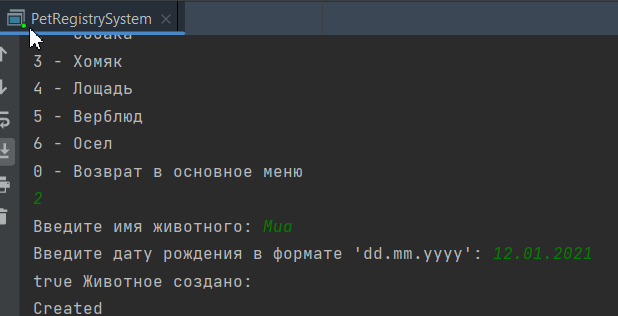 PetRegistrySystem
собака
3 - Хомяк
4 - Лощадь
5 - Верблюд
6 - Осел
0 - Возврат в основное меню
2
Введите имя животного: Миа
Введите дату рождения в формате 'dd.mm.yyyy': 12.01.2021
true Животное создано:
Created